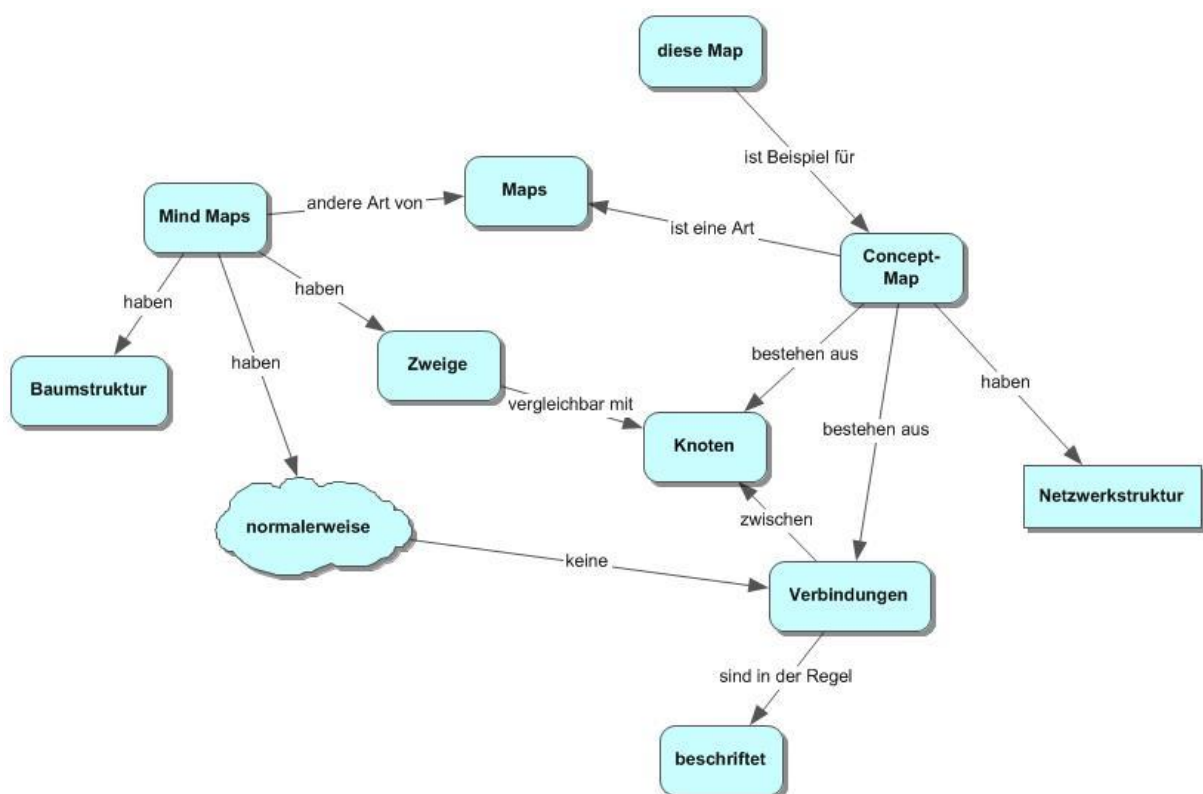 diese Map
ist Beispiel für
Maps
Mind Maps
andere Art von
ist eine Art
Concept-
Map
haben
haben
haben
Zweige
Baumstruktur
bestehen aus
haben
vergleichbar mit
bestehen aus
Knoten
Netzwerkstruktur
normalerweise
zwischen
keine
Verbindungen
sind in der Regel
beschriftet